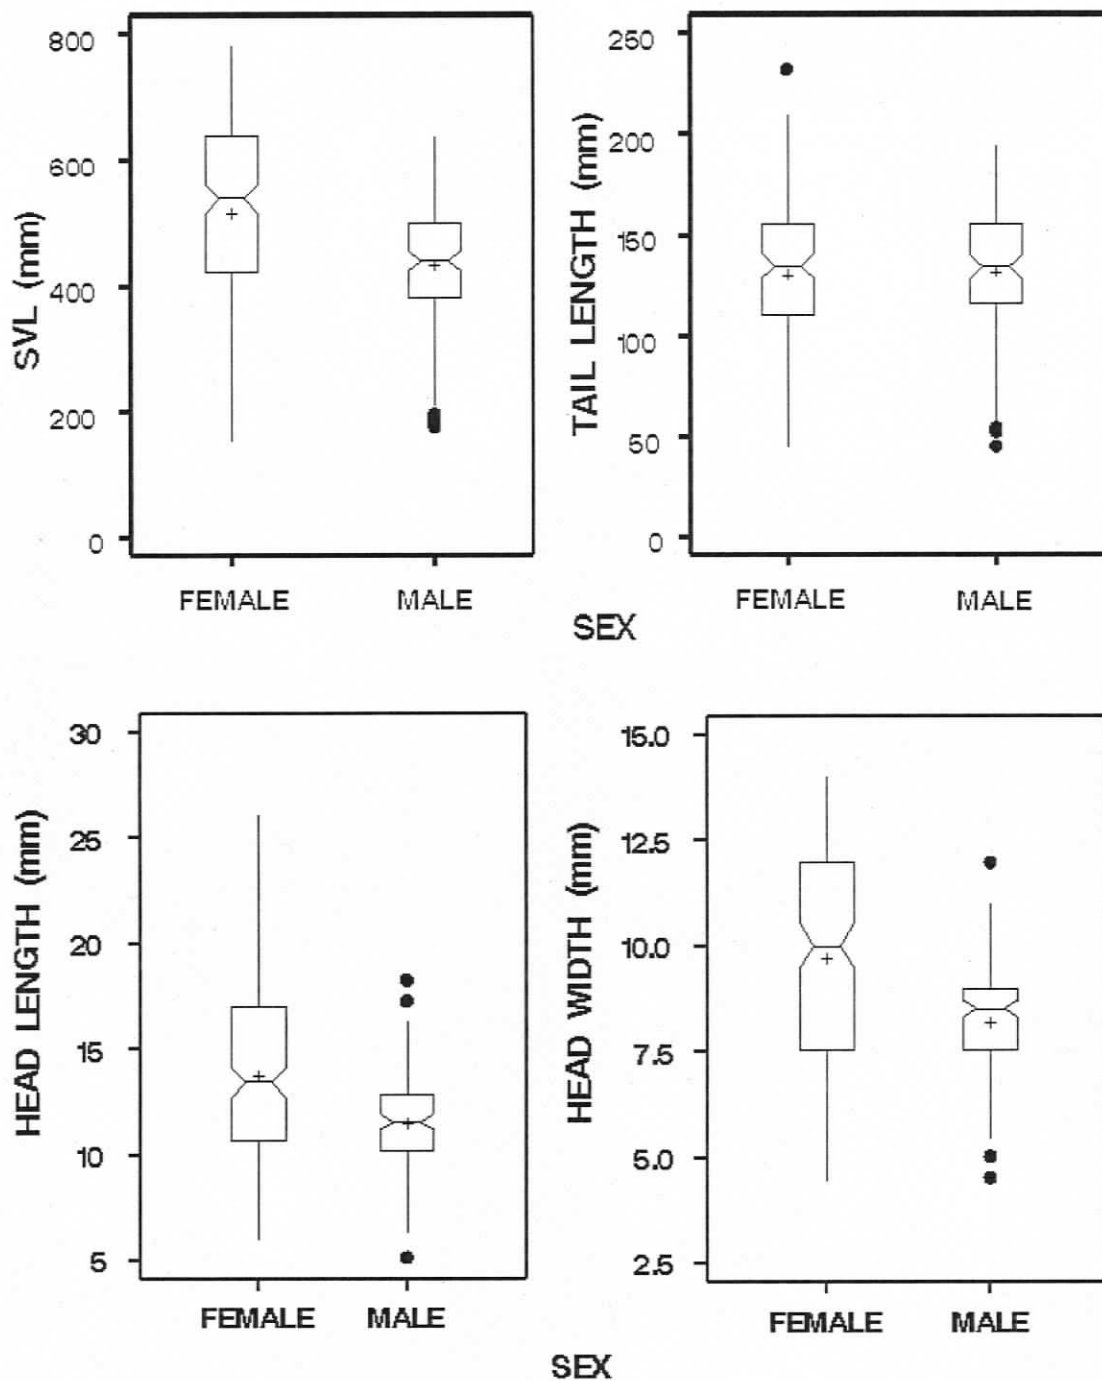 SVL (mm)
800
600
400
200
0
FEMALE
MALE
TAIL LENGTH (mm)
250
200
150
100
50
0
FEMALE
MALE
SEX
HEAD LENGTH (mm)
30
25
20
15
10
5
FEMALE
MALE
HEAD WIDTH (mm)
15.0
12.5
10.0
7.5
5.0
2.5
FEMALE
MALE
SEX